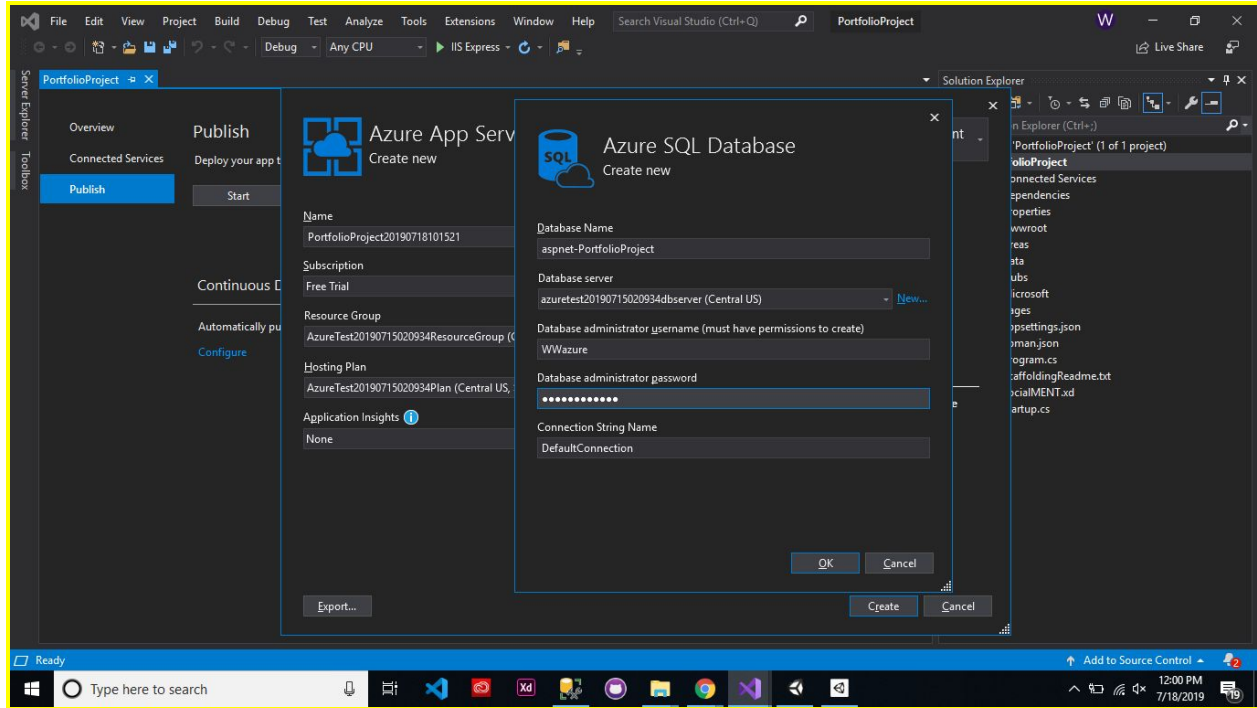 File Edit View Project Build Debug Test Analyze Tools Extensions Window Help Search Visual Studio (Ctrl+Q) PortfolioProject W
Debug Any CPU IIS Express Live Share
Server Explorer
Toolbox
PortfolioProject
Overview
Connected Services
Publish
Publish
Deploy your app t
Start
Continuous D
Automatically pu
Configure
Azure App Serv
Create new
Name
PortfolioProject20190718101521
Subscription
Free Trial
Resource Group
AzureTest20190715020934ResourceGroup (
Hosting Plan
AzureTest20190715020934Plan (Central US,
Application Insights
None
Export...
Create Cancel
nt
SQL
Azure SQL Database
Create new
Database Name
aspnet-PortfolioProject
Database server
azuretest20190715020934dbserver (Central US) New...
Database administrator username (must have permissions to create)
WWazure
Database administrator password
••••••••••••
Connection String Name
DefaultConnection
OK Cancel
Solution Explorer
n Explorer (Ctrl+;)
'PortfolioProject' (1 of 1 project)
olioProject
onnected Services
ependencies
roperties
wwroot
reas
ata
ubs
icrosoft
ages
ppsettings.json
oman.json
rogram.cs
caffoldingReadme.txt
ocialMENT.xd
artup.cs
Ready Add to Source Control 2
Type here to search Xd 12:00 PM
7/18/2019 19